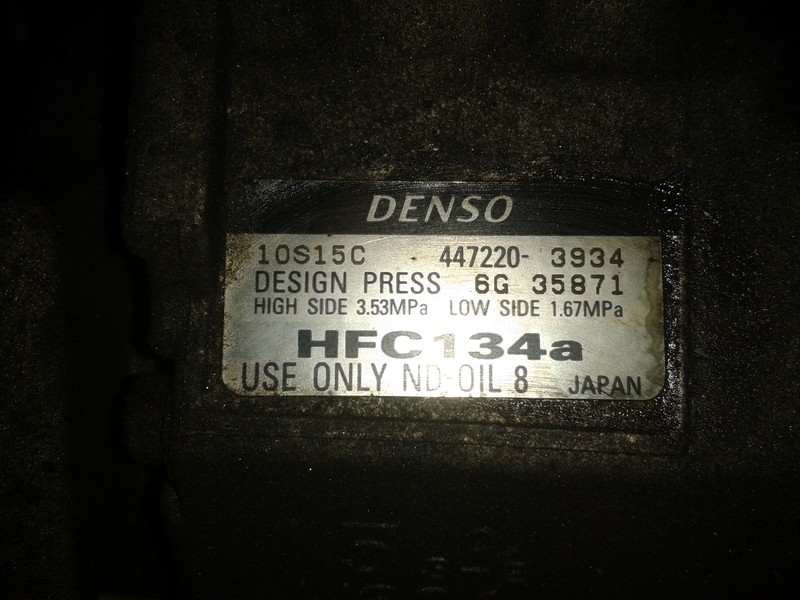 DENSO
10S15C 447220- 3934
DESIGN PRESS 6G 35871
HIGH SIDE 3.53MPa LOW SIDE 1.67MPa
HFC134a
USE ONLY ND-OIL 8 JAPAN